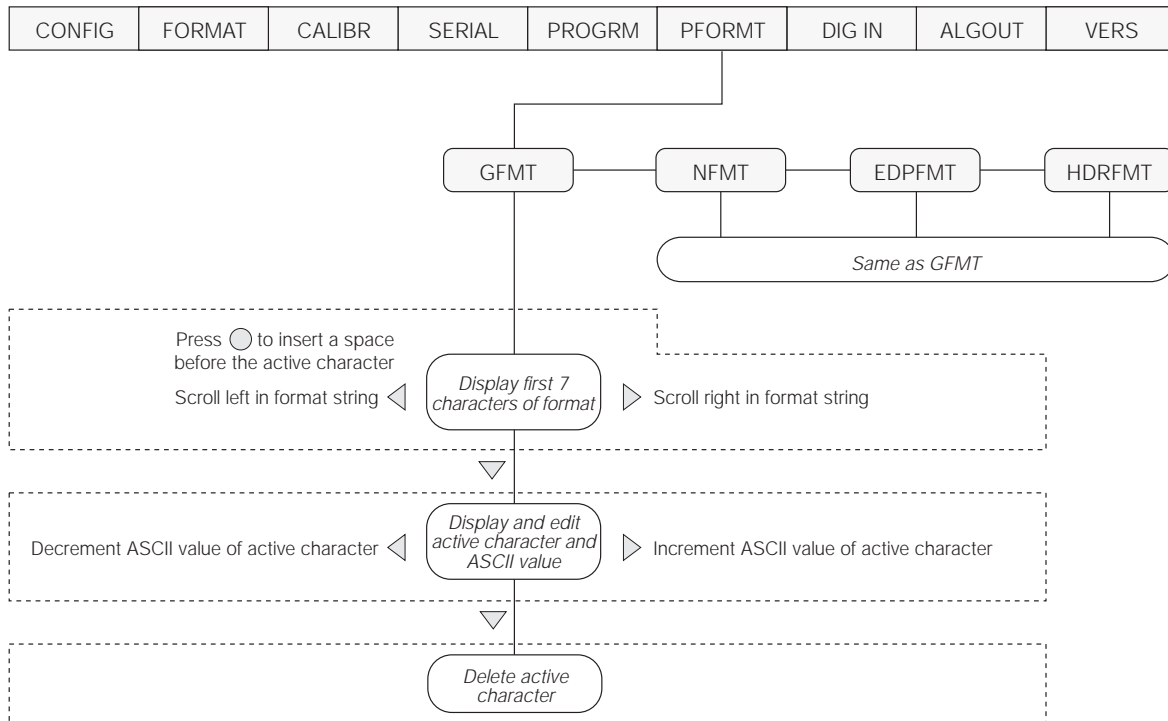 CONFIG FORMAT CALIBR SERIAL PROGRM PFORMT DIG IN ALGOUT VERS
GFMT NFMT EDPFMT HDRFMT
Same as GFMT
Press to insert a space
before the active character
Scroll left in format string
Display first 7
characters of format
Scroll right in format string
Decrement ASCII value of active character
Display and edit
active character and
ASCII value
Increment ASCII value of active character
Delete active
character